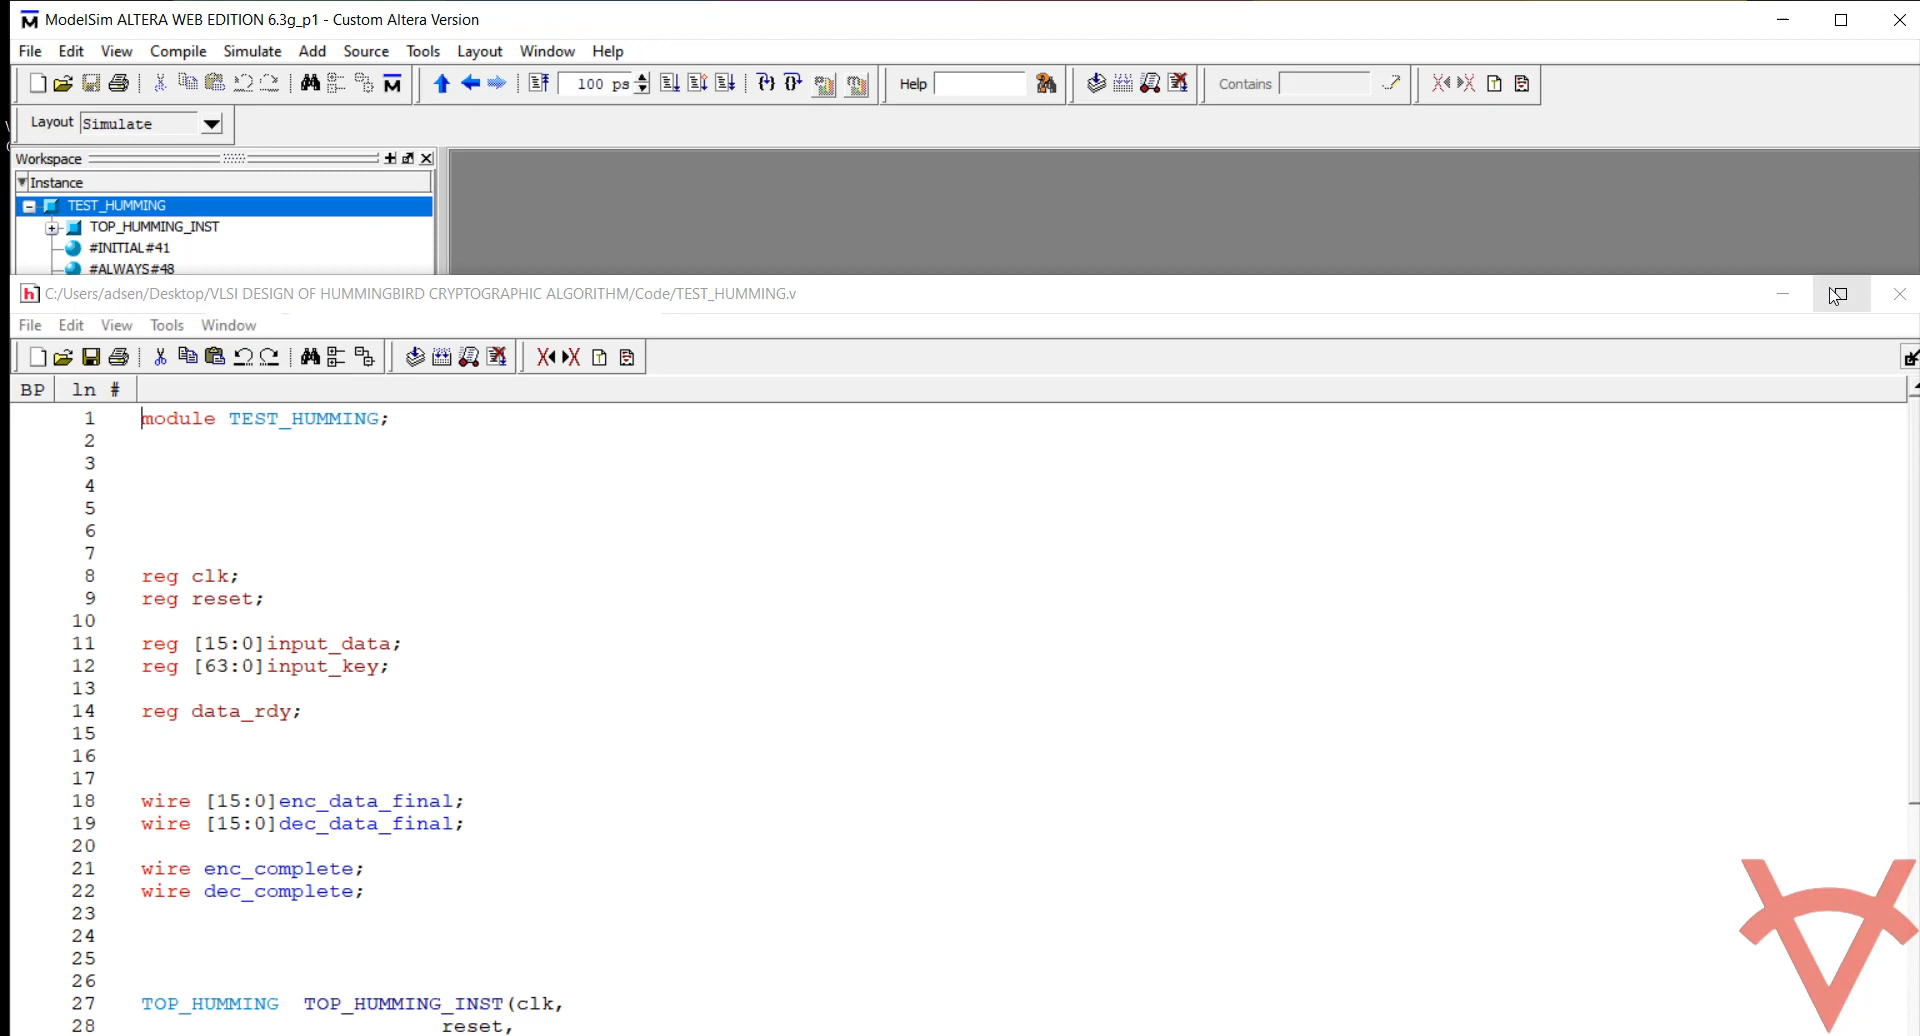 ModelSim ALTERA WEB EDITION 6.3g_p1 - Custom Altera Version
File Edit View Compile Simulate Add Source Tools Layout Window Help
100 ps Help Contains
Layout Simulate
Workspace
Instance
TEST_HUMMING
TOP_HUMMING_INST
#INITIAL#41
#ALWAYS#48
C:/Users/adsen/Desktop/VLSI DESIGN OF HUMMINGBIRD CRYPTOGRAPHIC ALGORITHM/Code/TEST_HUMMING.v
File Edit View Tools Window
BP ln #
1 module TEST_HUMMING;
2
3
4
5
6
7
8 reg clk;
9 reg reset;
10
11 reg [15:0]input_data;
12 reg [63:0]input_key;
13
14 reg data_rdy;
15
16
17
18 wire [15:0]enc_data_final;
19 wire [15:0]dec_data_final;
20
21 wire enc_complete;
22 wire dec_complete;
23
24
25
26
27 TOP_HUMMING TOP_HUMMING_INST(clk,
28 reset,